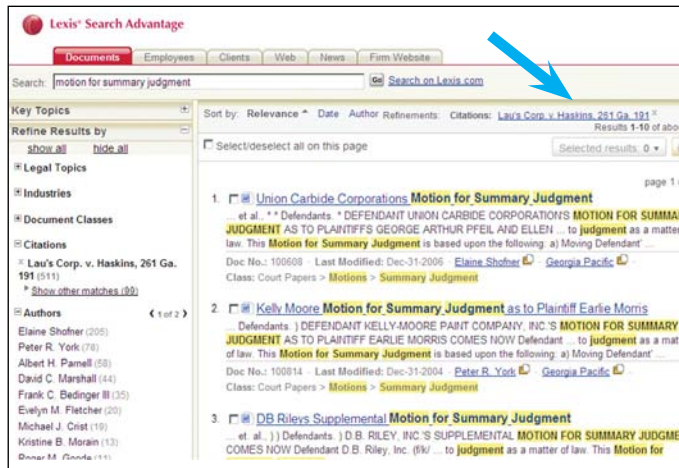 Lexis® Search Advantage
Documents Employees Clients Web News Firm Website
Search: motion for summary judgment Go Search on Lexis.com
Key Topics
Refine Results by
show all hide all
Legal Topics
Industries
Document Classes
Citations
× Lau's Corp. v. Haskins, 261 Ga.
191 (511)
Show other matches (99)
Authors 1 of 2
Elaine Shofner (205)
Peter R. York (78)
Albert H. Parnell (58)
David C. Marshall (44)
Frank C. Bedinger III (35)
Evelyn M. Fletcher (20)
Michael J. Crist (19)
Kristine B. Morain (13)
Roger M. Goode (11)
Sort by: Relevance Date Author Refinements: Citations: Lau's Corp. v. Haskins, 261 Ga. 191 ×
Results 1-10 of abou
Select/deselect all on this page Selected results: 0
page 1
1. Union Carbide Corporations Motion for Summary Judgment
... et al., * * Defendants. * DEFENDANT UNION CARBIDE CORPORATION'S MOTION FOR SUMMA
JUDGMENT AS TO PLAINTIFFS GEORGE ARTHUR PFEIL AND ELLEN ... to judgment as a matter
law. This Motion for Summary Judgment is based upon the following: a) Moving Defendant' ...
Doc No.: 100608 - Last Modified: Dec-31-2006 - Elaine Shofner - Georgia Pacific -
Class: Court Papers > Motions > Summary Judgment
2. Kelly Moore Motion for Summary Judgment as to Plaintiff Earlie Morris
... Defendants. ) DEFENDANT KELLY-MOORE PAINT COMPANY, INC.'S MOTION FOR SUMMARY
JUDGMENT AS TO PLAINTIFF EARLIE MORRIS COMES NOW Defendant ... to judgment as a mat
of law. This Motion for Summary Judgment is based upon the following: a) Moving Defendant' ...
Doc No.: 100814 - Last Modified: Dec-31-2004 - Peter R. York - Georgia Pacific -
Class: Court Papers > Motions > Summary Judgment
3. DB Rileys Supplemental Motion for Summary Judgment
... et. al., ) ) Defendants. ) D.B. RILEY, INC.'S SUPPLEMENTAL MOTION FOR SUMMARY JUDGME
COMES NOW Defendant D.B. Riley, Inc. (f/k/ ... to judgment as a matter of law. This Motion for